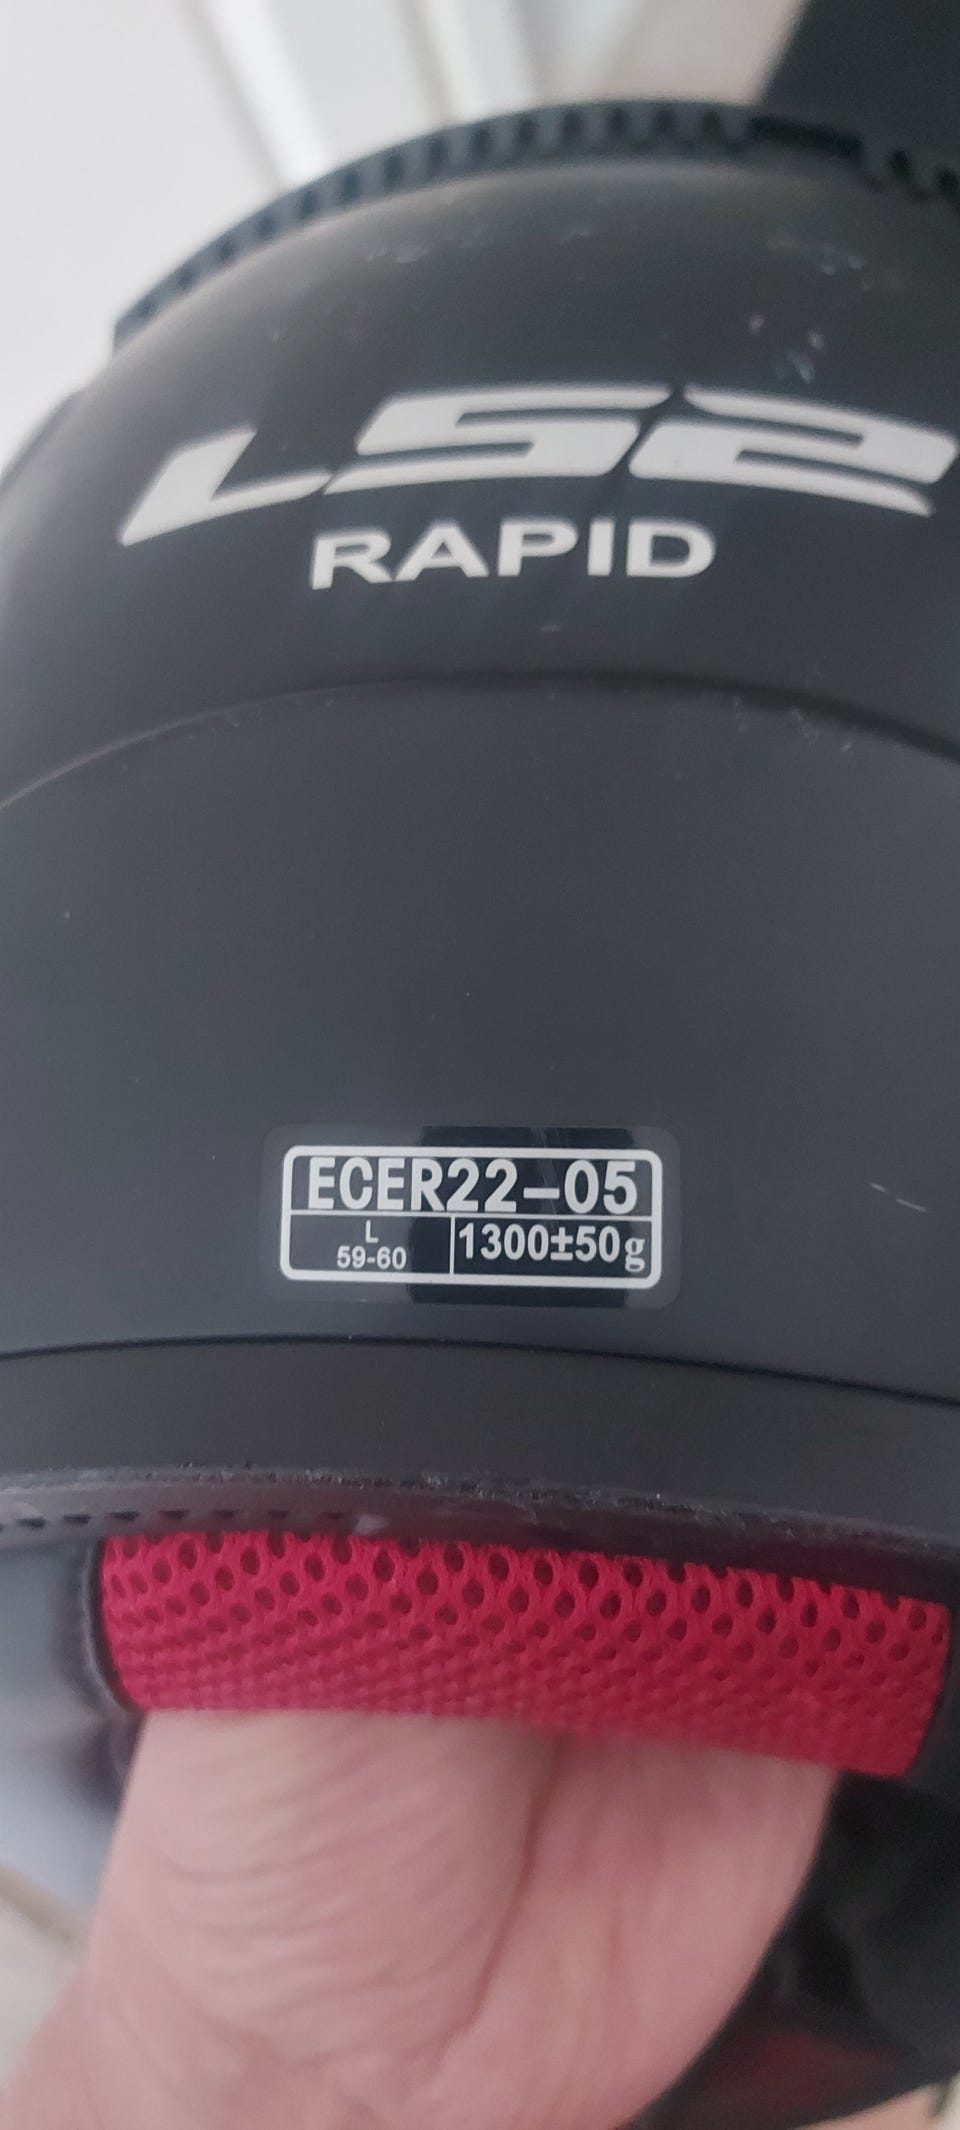 LS2
RAPID
ECER22-05
L
59-60
1300±50g